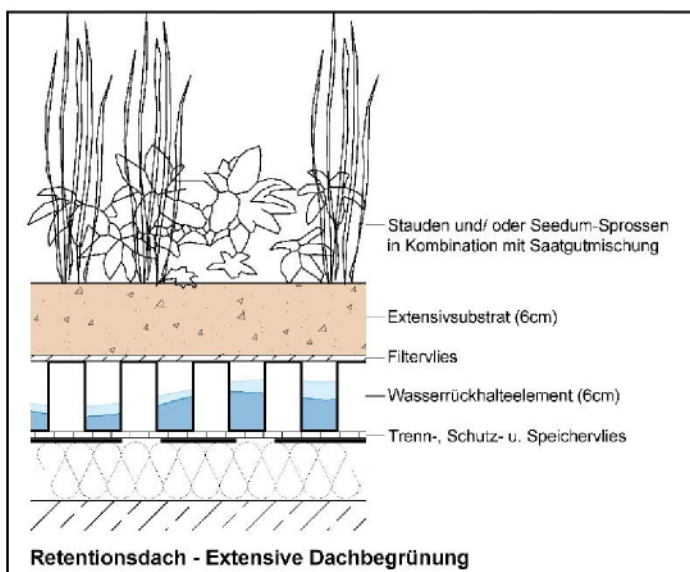 Stauden und/ oder Seedum-Sprossen
in Kombination mit Saatgutmischung
Extensivsubstrat (6cm)
Filtervlies
Wasserrückhalteelement (6cm)
Trenn-, Schutz- u. Speichervlies
Retentionsdach - Extensive Dachbegrünung